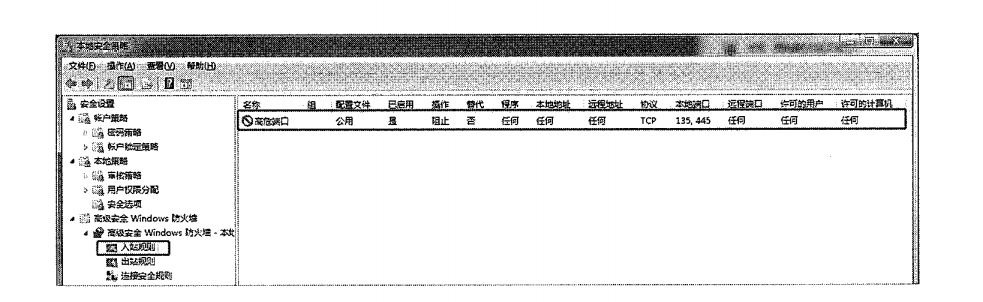 本地安全策略
文件(F) 操作(A) 查看(V) 帮助(H)
安全设置
帐户策略
密码策略
帐户锁定策略
本地策略
审核策略
用户权限分配
安全选项
高级安全 Windows 防火墙
高级安全 Windows 防火墙 - 本地
入站规则
出站规则
连接安全规则
名称 组 配置文件 已启用 操作 替代 程序 本地地址 远程地址 协议 本地端口 远程端口 许可的用户 许可的计算机
高危端口 公用 是 阻止 否 任何 任何 任何 TCP 135, 445 任何 任何 任何